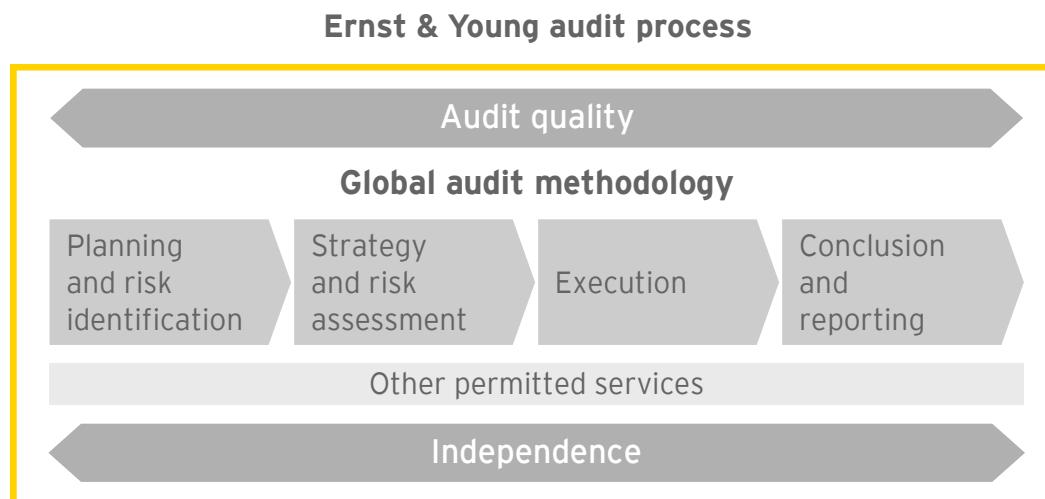 Ernst & Young audit process
Audit quality
Global audit methodology
Planning
and risk
identification
Strategy
and risk
assessment
Execution
Conclusion
and
reporting
Other permitted services
Independence